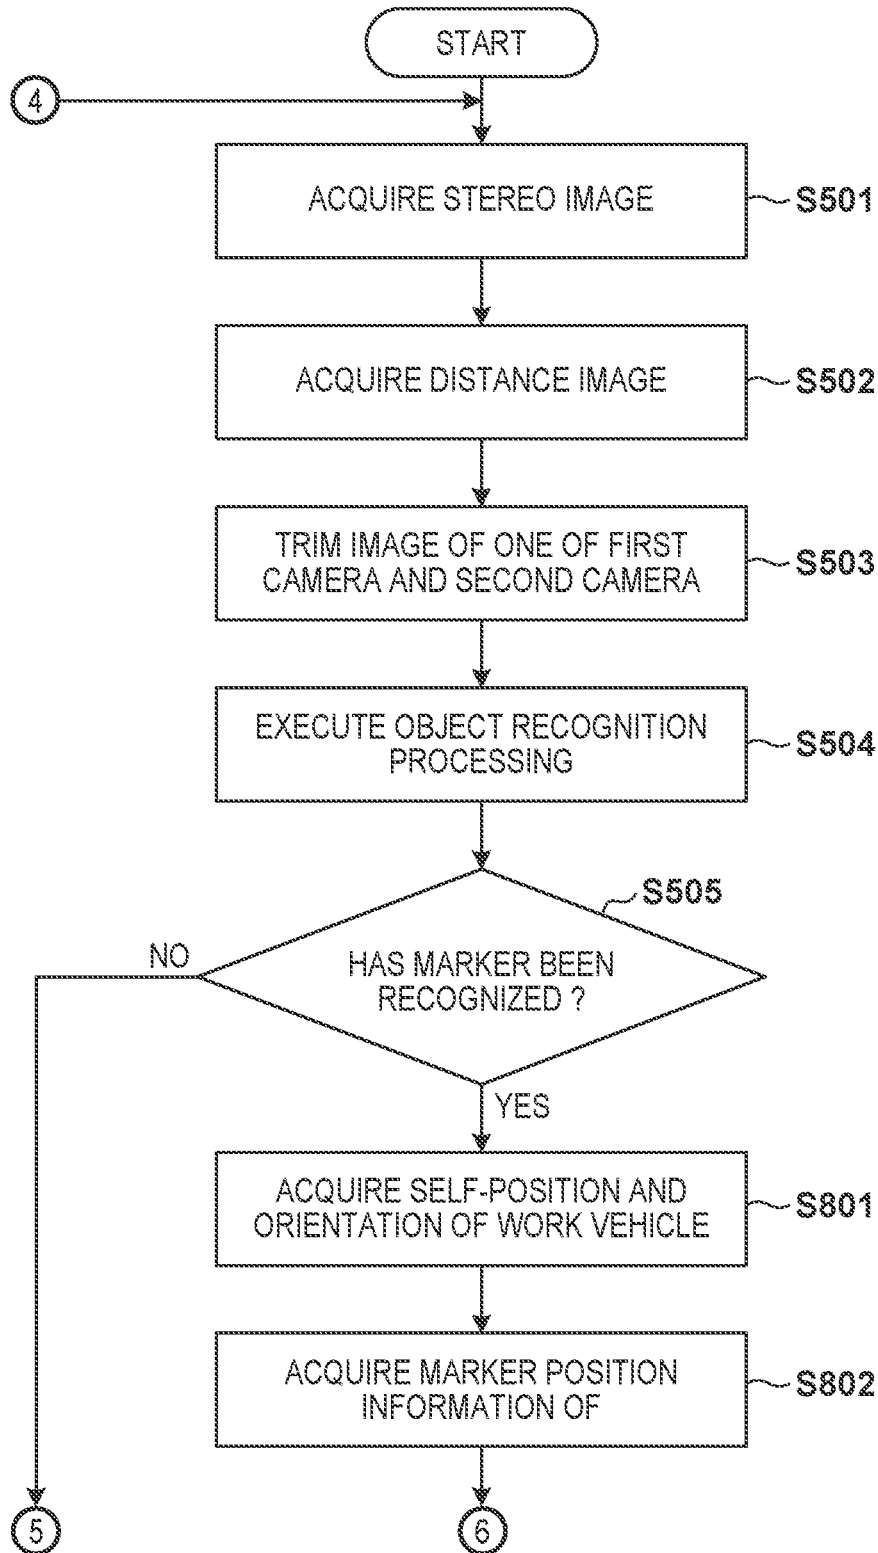 START
4
ACQUIRE STEREO IMAGE
S501
ACQUIRE DISTANCE IMAGE
S502
TRIM IMAGE OF ONE OF FIRST
CAMERA AND SECOND CAMERA
S503
EXECUTE OBJECT RECOGNITION
PROCESSING
S504
S505
NO
HAS MARKER BEEN
RECOGNIZED ?
YES
ACQUIRE SELF-POSITION AND
ORIENTATION OF WORK VEHICLE
S801
ACQUIRE MARKER POSITION
INFORMATION OF
S802
5
6